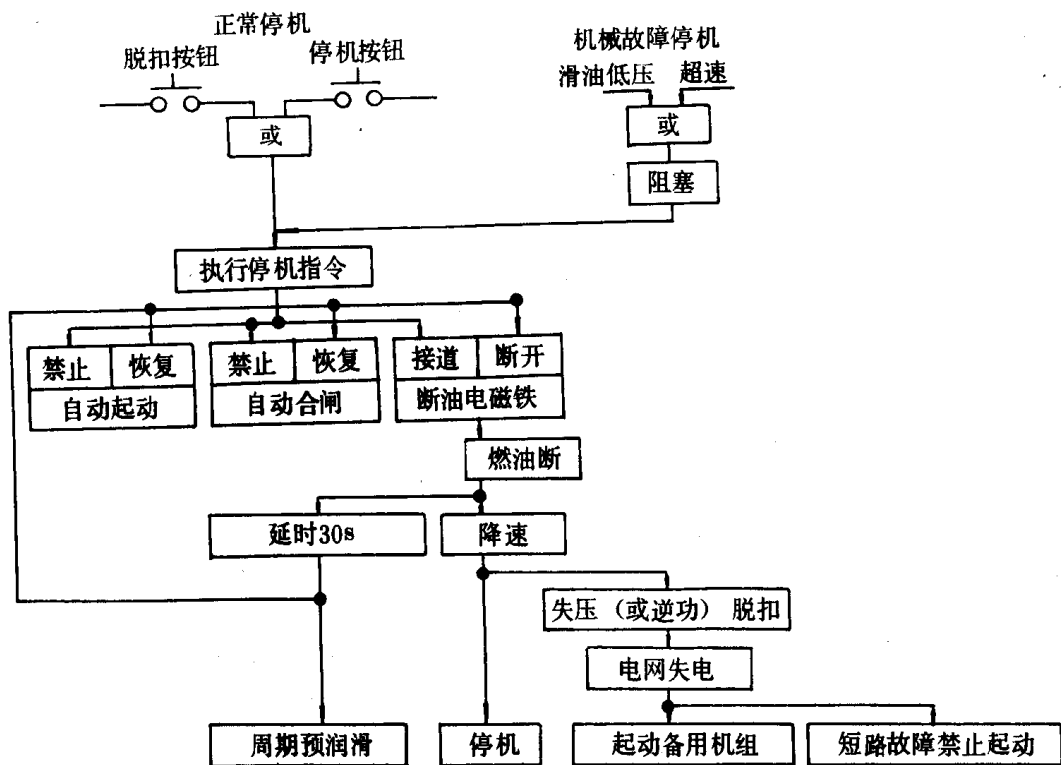 正常停机
脱扣按钮
停机按钮
机械故障停机
滑油低压
超速
或
或
阻塞
执行停机指令
禁止
恢复
禁止
恢复
接道
断开
自动起动
自动合闸
断油电磁铁
燃油断
延时30s
降速
失压（或逆功）脱扣
电网失电
周期预润滑
停机
起动备用机组
短路故障禁止起动